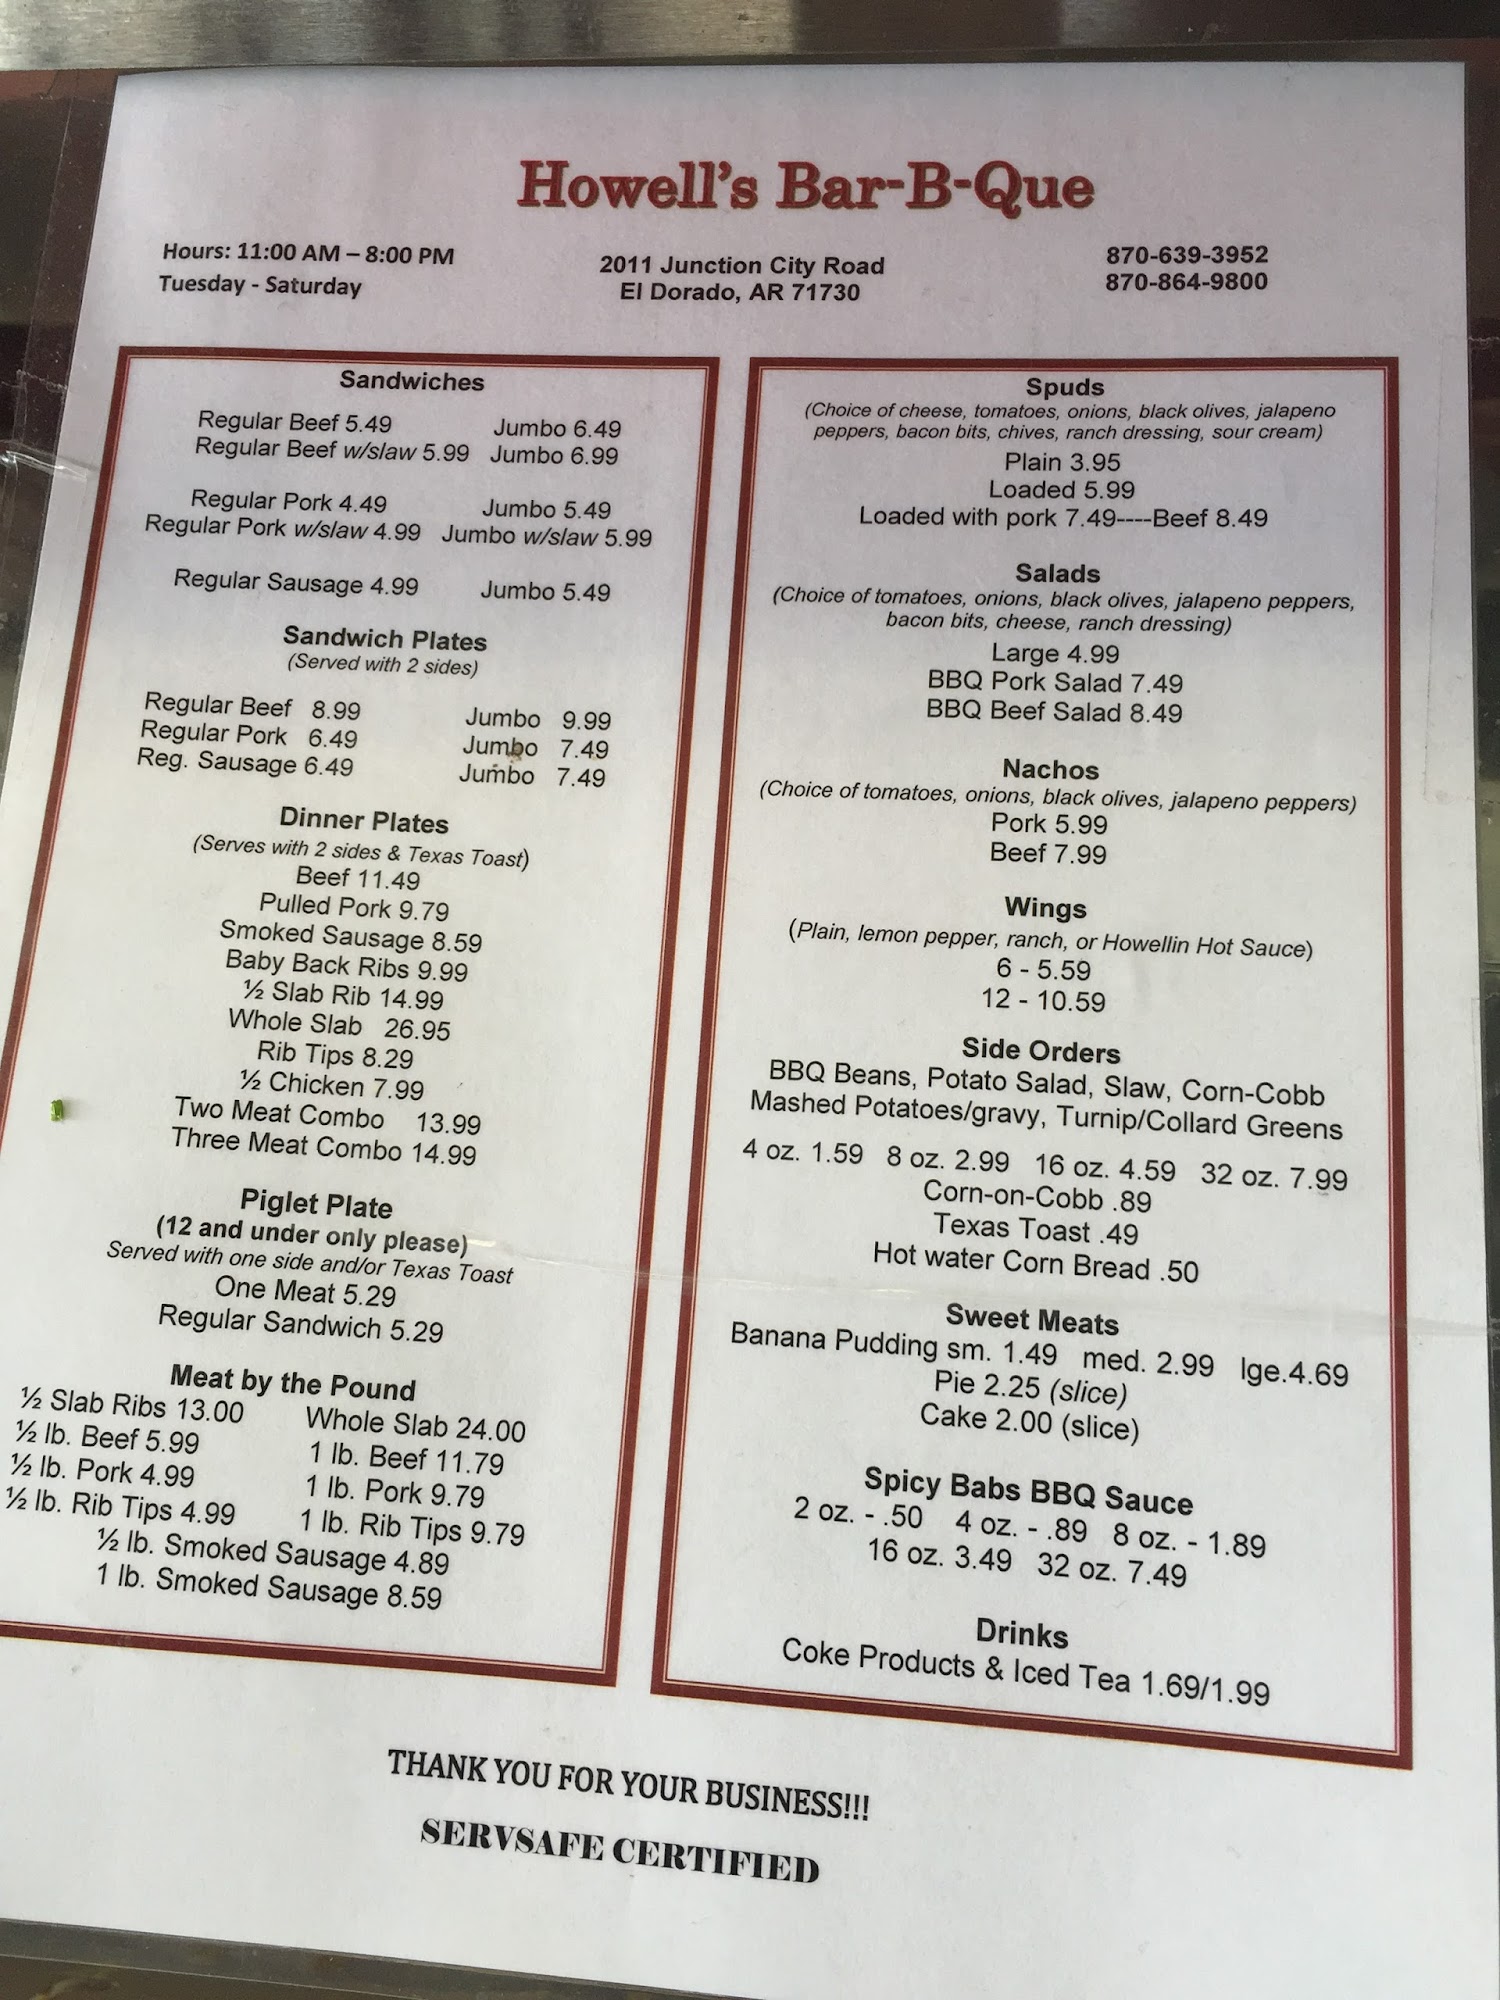 Howell's Bar-B-Que
Hours: 11:00 AM – 8:00 PM
Tuesday - Saturday
2011 Junction City Road
El Dorado, AR 71730
870-639-3952
870-864-9800
Sandwiches
Regular Beef 5.49 Jumbo 6.49
Regular Beef w/slaw 5.99 Jumbo 6.99
Regular Pork 4.49 Jumbo 5.49
Regular Pork w/slaw 4.99 Jumbo w/slaw 5.99
Regular Sausage 4.99 Jumbo 5.49
Sandwich Plates
(Served with 2 sides)
Regular Beef 8.99 Jumbo 9.99
Regular Pork 6.49 Jumbo 7.49
Reg. Sausage 6.49 Jumbo 7.49
Dinner Plates
(Serves with 2 sides & Texas Toast)
Beef 11.49
Pulled Pork 9.79
Smoked Sausage 8.59
Baby Back Ribs 9.99
½ Slab Rib 14.99
Whole Slab 26.95
Rib Tips 8.29
½ Chicken 7.99
Two Meat Combo 13.99
Three Meat Combo 14.99
Piglet Plate
(12 and under only please)
Served with one side and/or Texas Toast
One Meat 5.29
Regular Sandwich 5.29
Meat by the Pound
½ Slab Ribs 13.00 Whole Slab 24.00
½ lb. Beef 5.99 1 lb. Beef 11.79
½ lb. Pork 4.99 1 lb. Pork 9.79
½ lb. Rib Tips 4.99 1 lb. Rib Tips 9.79
½ lb. Smoked Sausage 4.89
1 lb. Smoked Sausage 8.59
Spuds
(Choice of cheese, tomatoes, onions, black olives, jalapeno
peppers, bacon bits, chives, ranch dressing, sour cream)
Plain 3.95
Loaded 5.99
Loaded with pork 7.49----Beef 8.49
Salads
(Choice of tomatoes, onions, black olives, jalapeno peppers,
bacon bits, cheese, ranch dressing)
Large 4.99
BBQ Pork Salad 7.49
BBQ Beef Salad 8.49
Nachos
(Choice of tomatoes, onions, black olives, jalapeno peppers)
Pork 5.99
Beef 7.99
Wings
(Plain, lemon pepper, ranch, or Howellin Hot Sauce)
6 - 5.59
12 - 10.59
Side Orders
BBQ Beans, Potato Salad, Slaw, Corn-Cobb
Mashed Potatoes/gravy, Turnip/Collard Greens
4 oz. 1.59 8 oz. 2.99 16 oz. 4.59 32 oz. 7.99
Corn-on-Cobb .89
Texas Toast .49
Hot water Corn Bread .50
Sweet Meats
Banana Pudding sm. 1.49 med. 2.99 lge.4.69
Pie 2.25 (slice)
Cake 2.00 (slice)
Spicy Babs BBQ Sauce
2 oz. - .50 4 oz. - .89 8 oz. - 1.89
16 oz. 3.49 32 oz. 7.49
Drinks
Coke Products & Iced Tea 1.69/1.99
THANK YOU FOR YOUR BUSINESS!!!
SERVSAFE CERTIFIED